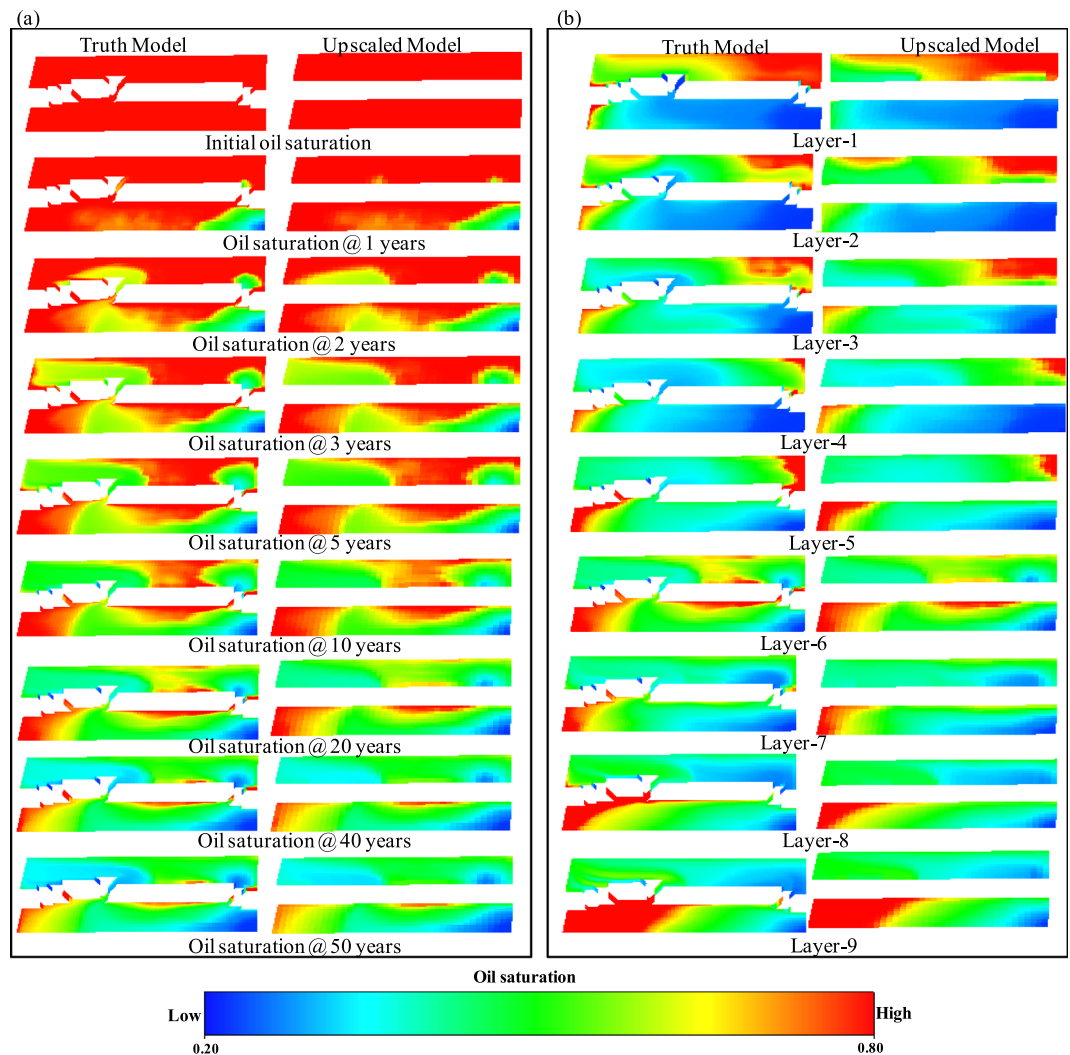 (a)
Truth Model
Upscaled Model
Initial oil saturation
Oil saturation @ 1 years
Oil saturation @ 2 years
Oil saturation @ 3 years
Oil saturation @ 5 years
Oil saturation @ 10 years
Oil saturation @ 20 years
Oil saturation @ 40 years
Oil saturation @ 50 years
(b)
Truth Model
Upscaled Model
Layer-1
Layer-2
Layer-3
Layer-4
Layer-5
Layer-6
Layer-7
Layer-8
Layer-9
Oil saturation
Low
High
0.20
0.80